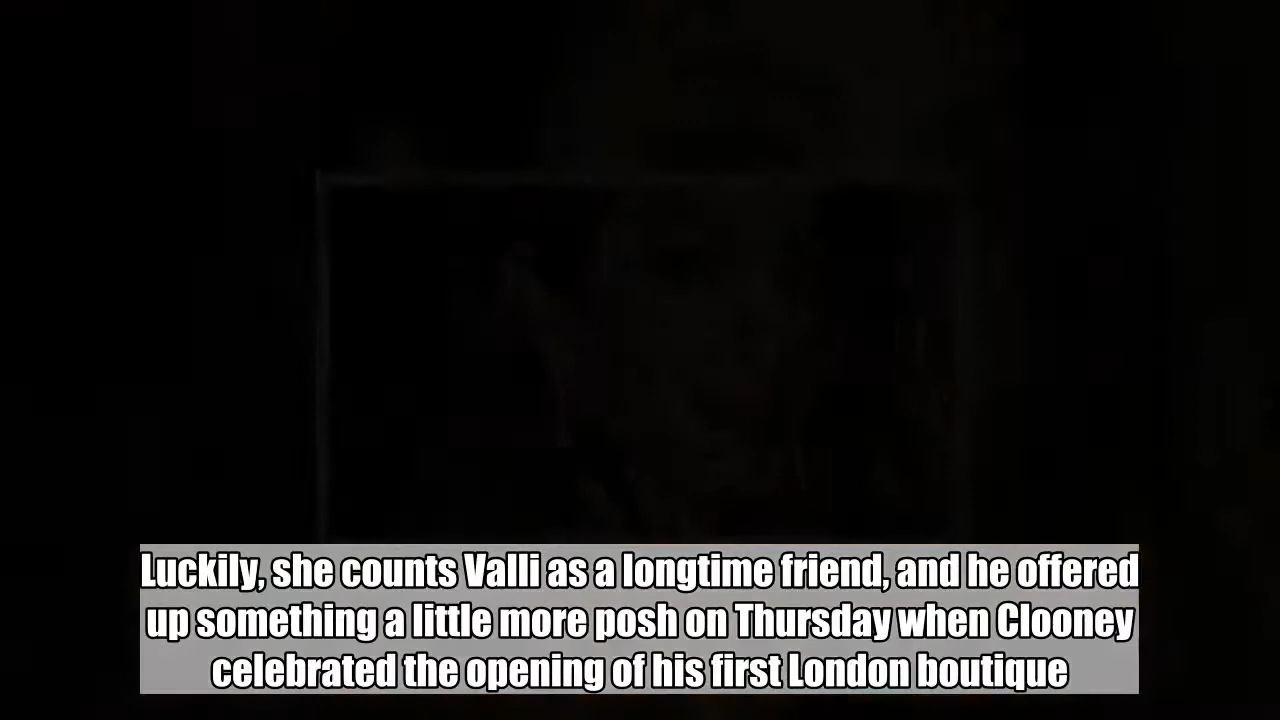 Luckily, she counts Valli as a longtime friend, and he offered
up something a little more posh on Thursday when Clooney
celebrated the opening of his first London boutique